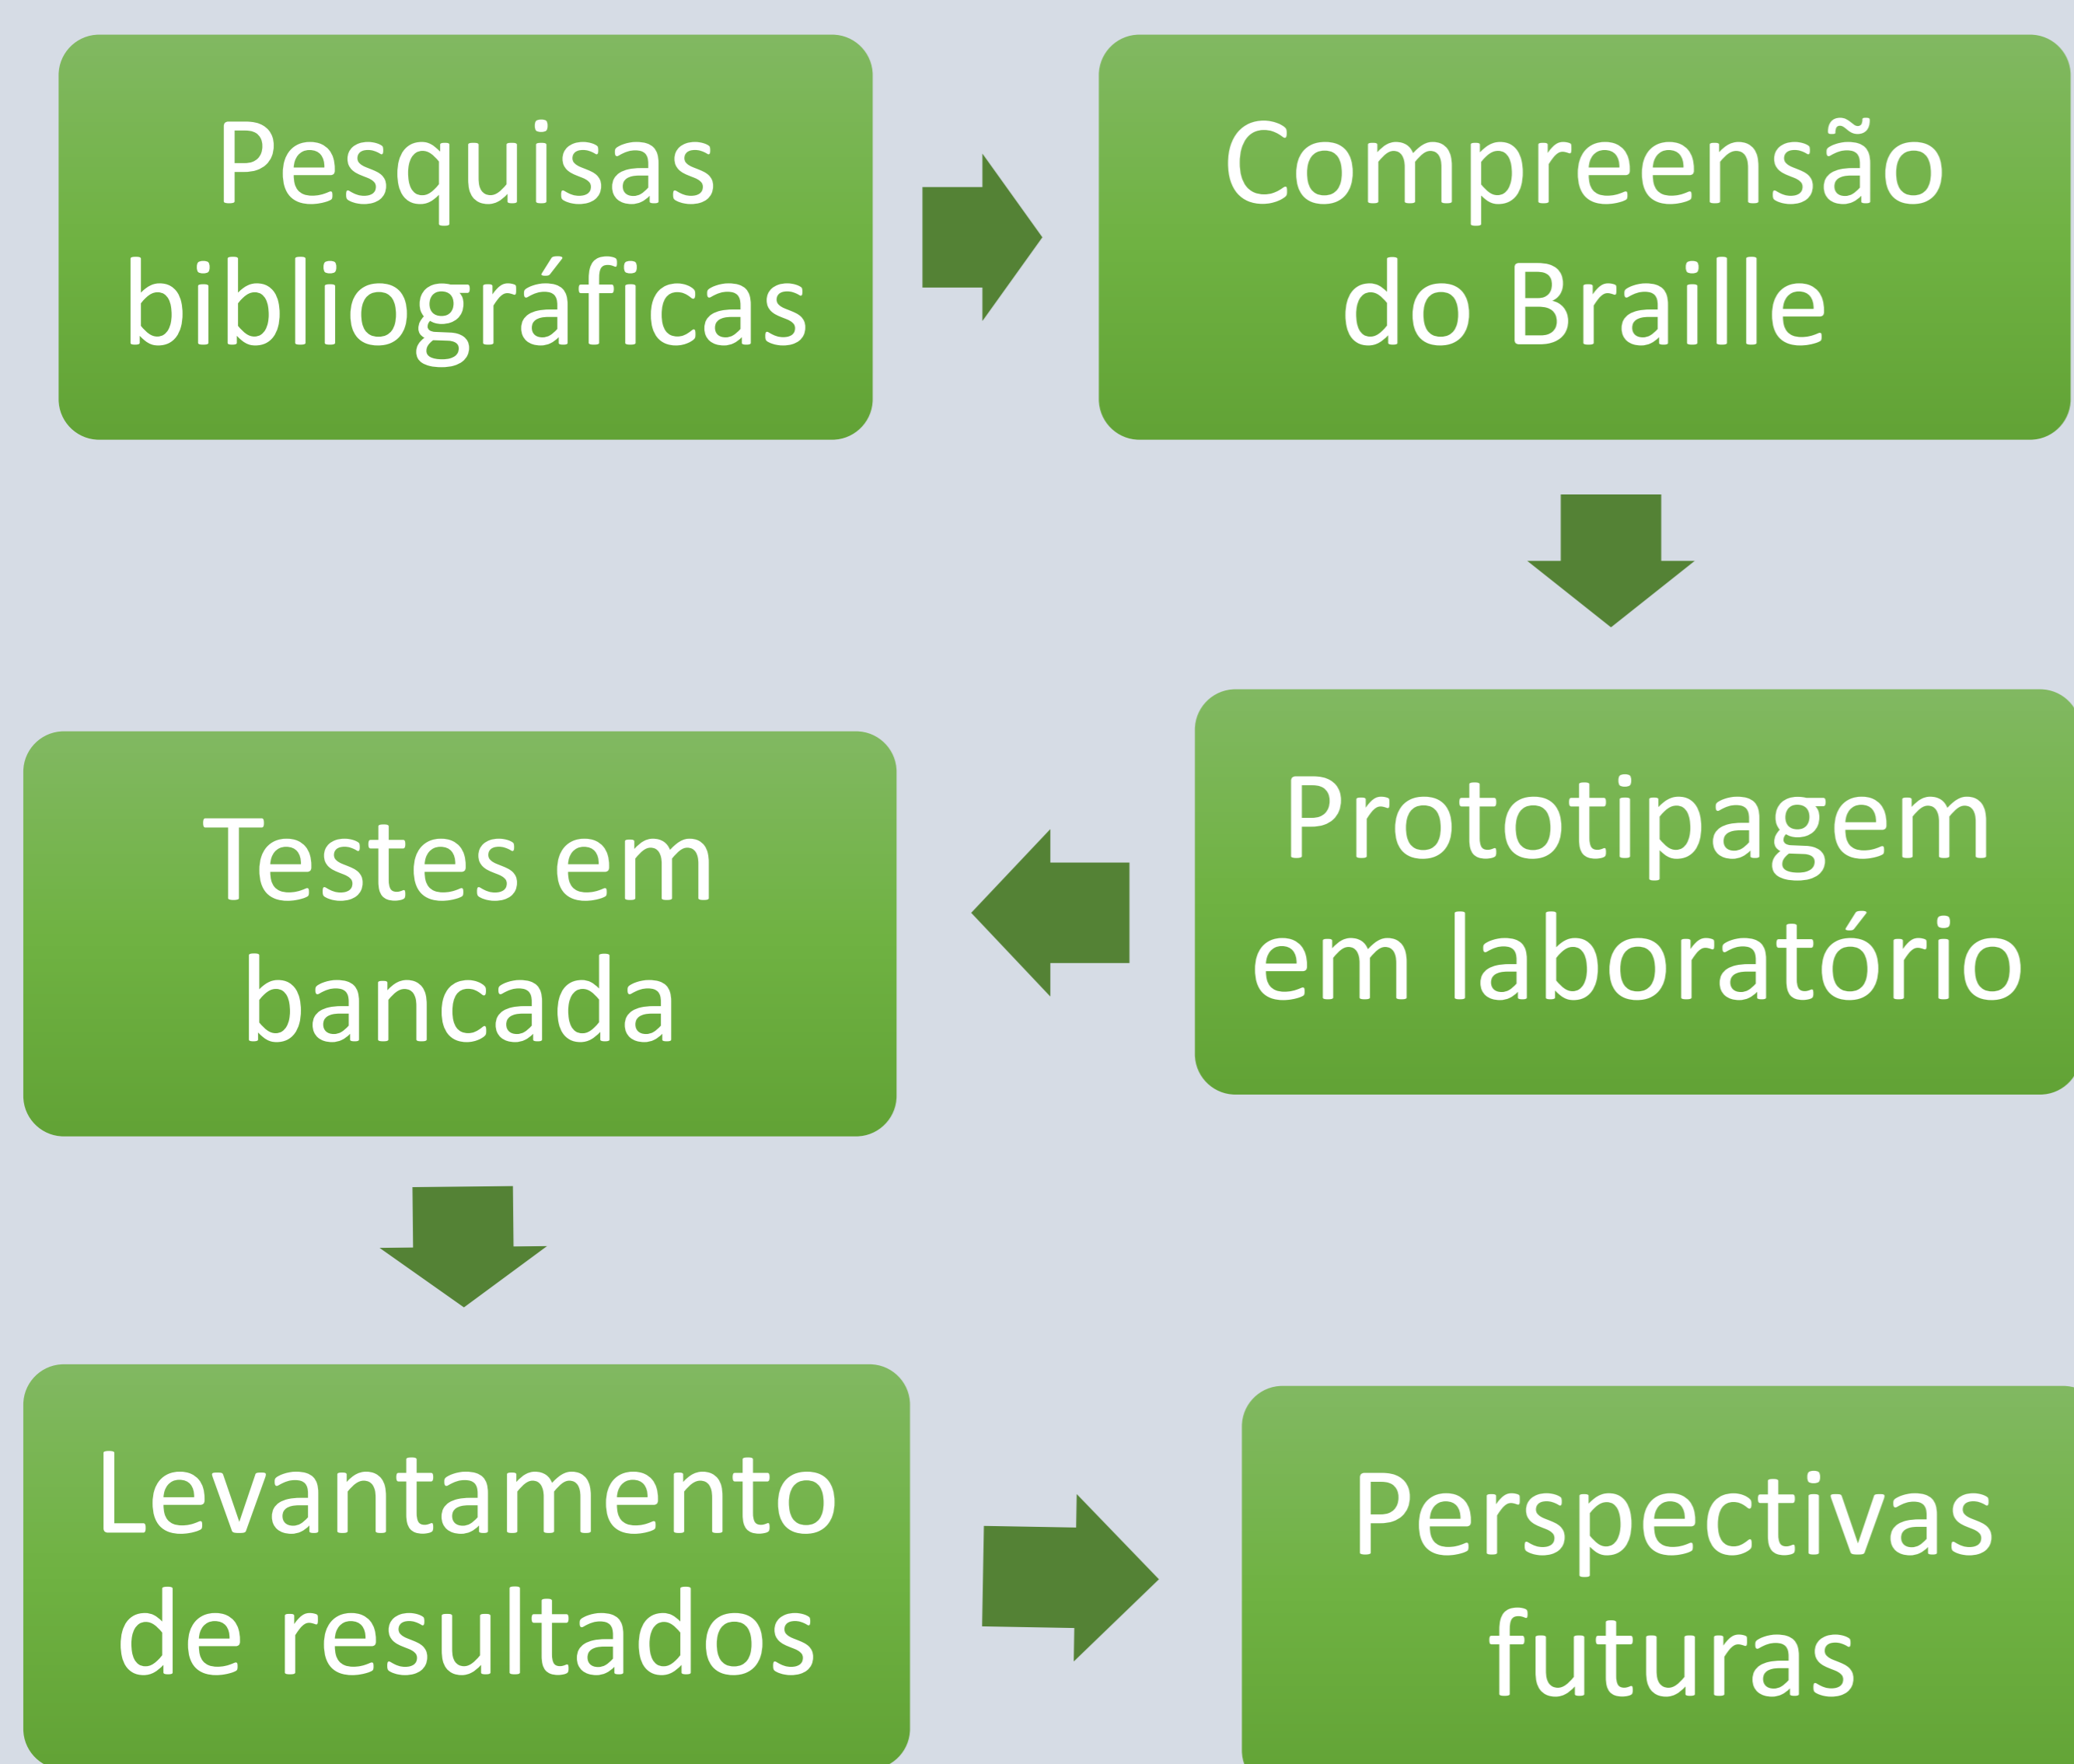 Pesquisas
bibliográficas
Compreensão
do Braille
Prototipagem
em laboratório
Testes em
bancada
Levantamento
de resultados
Perspectivas
futuras